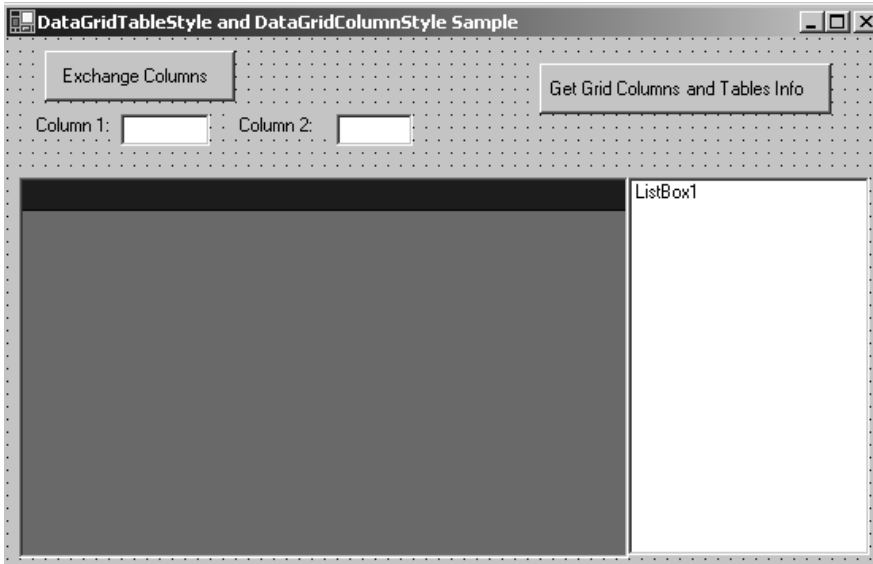 DataGridTableStyle and DataGridColumnStyle Sample
Exchange Columns
Get Grid Columns and Tables Info
Column 1:
Column 2:
ListBox1